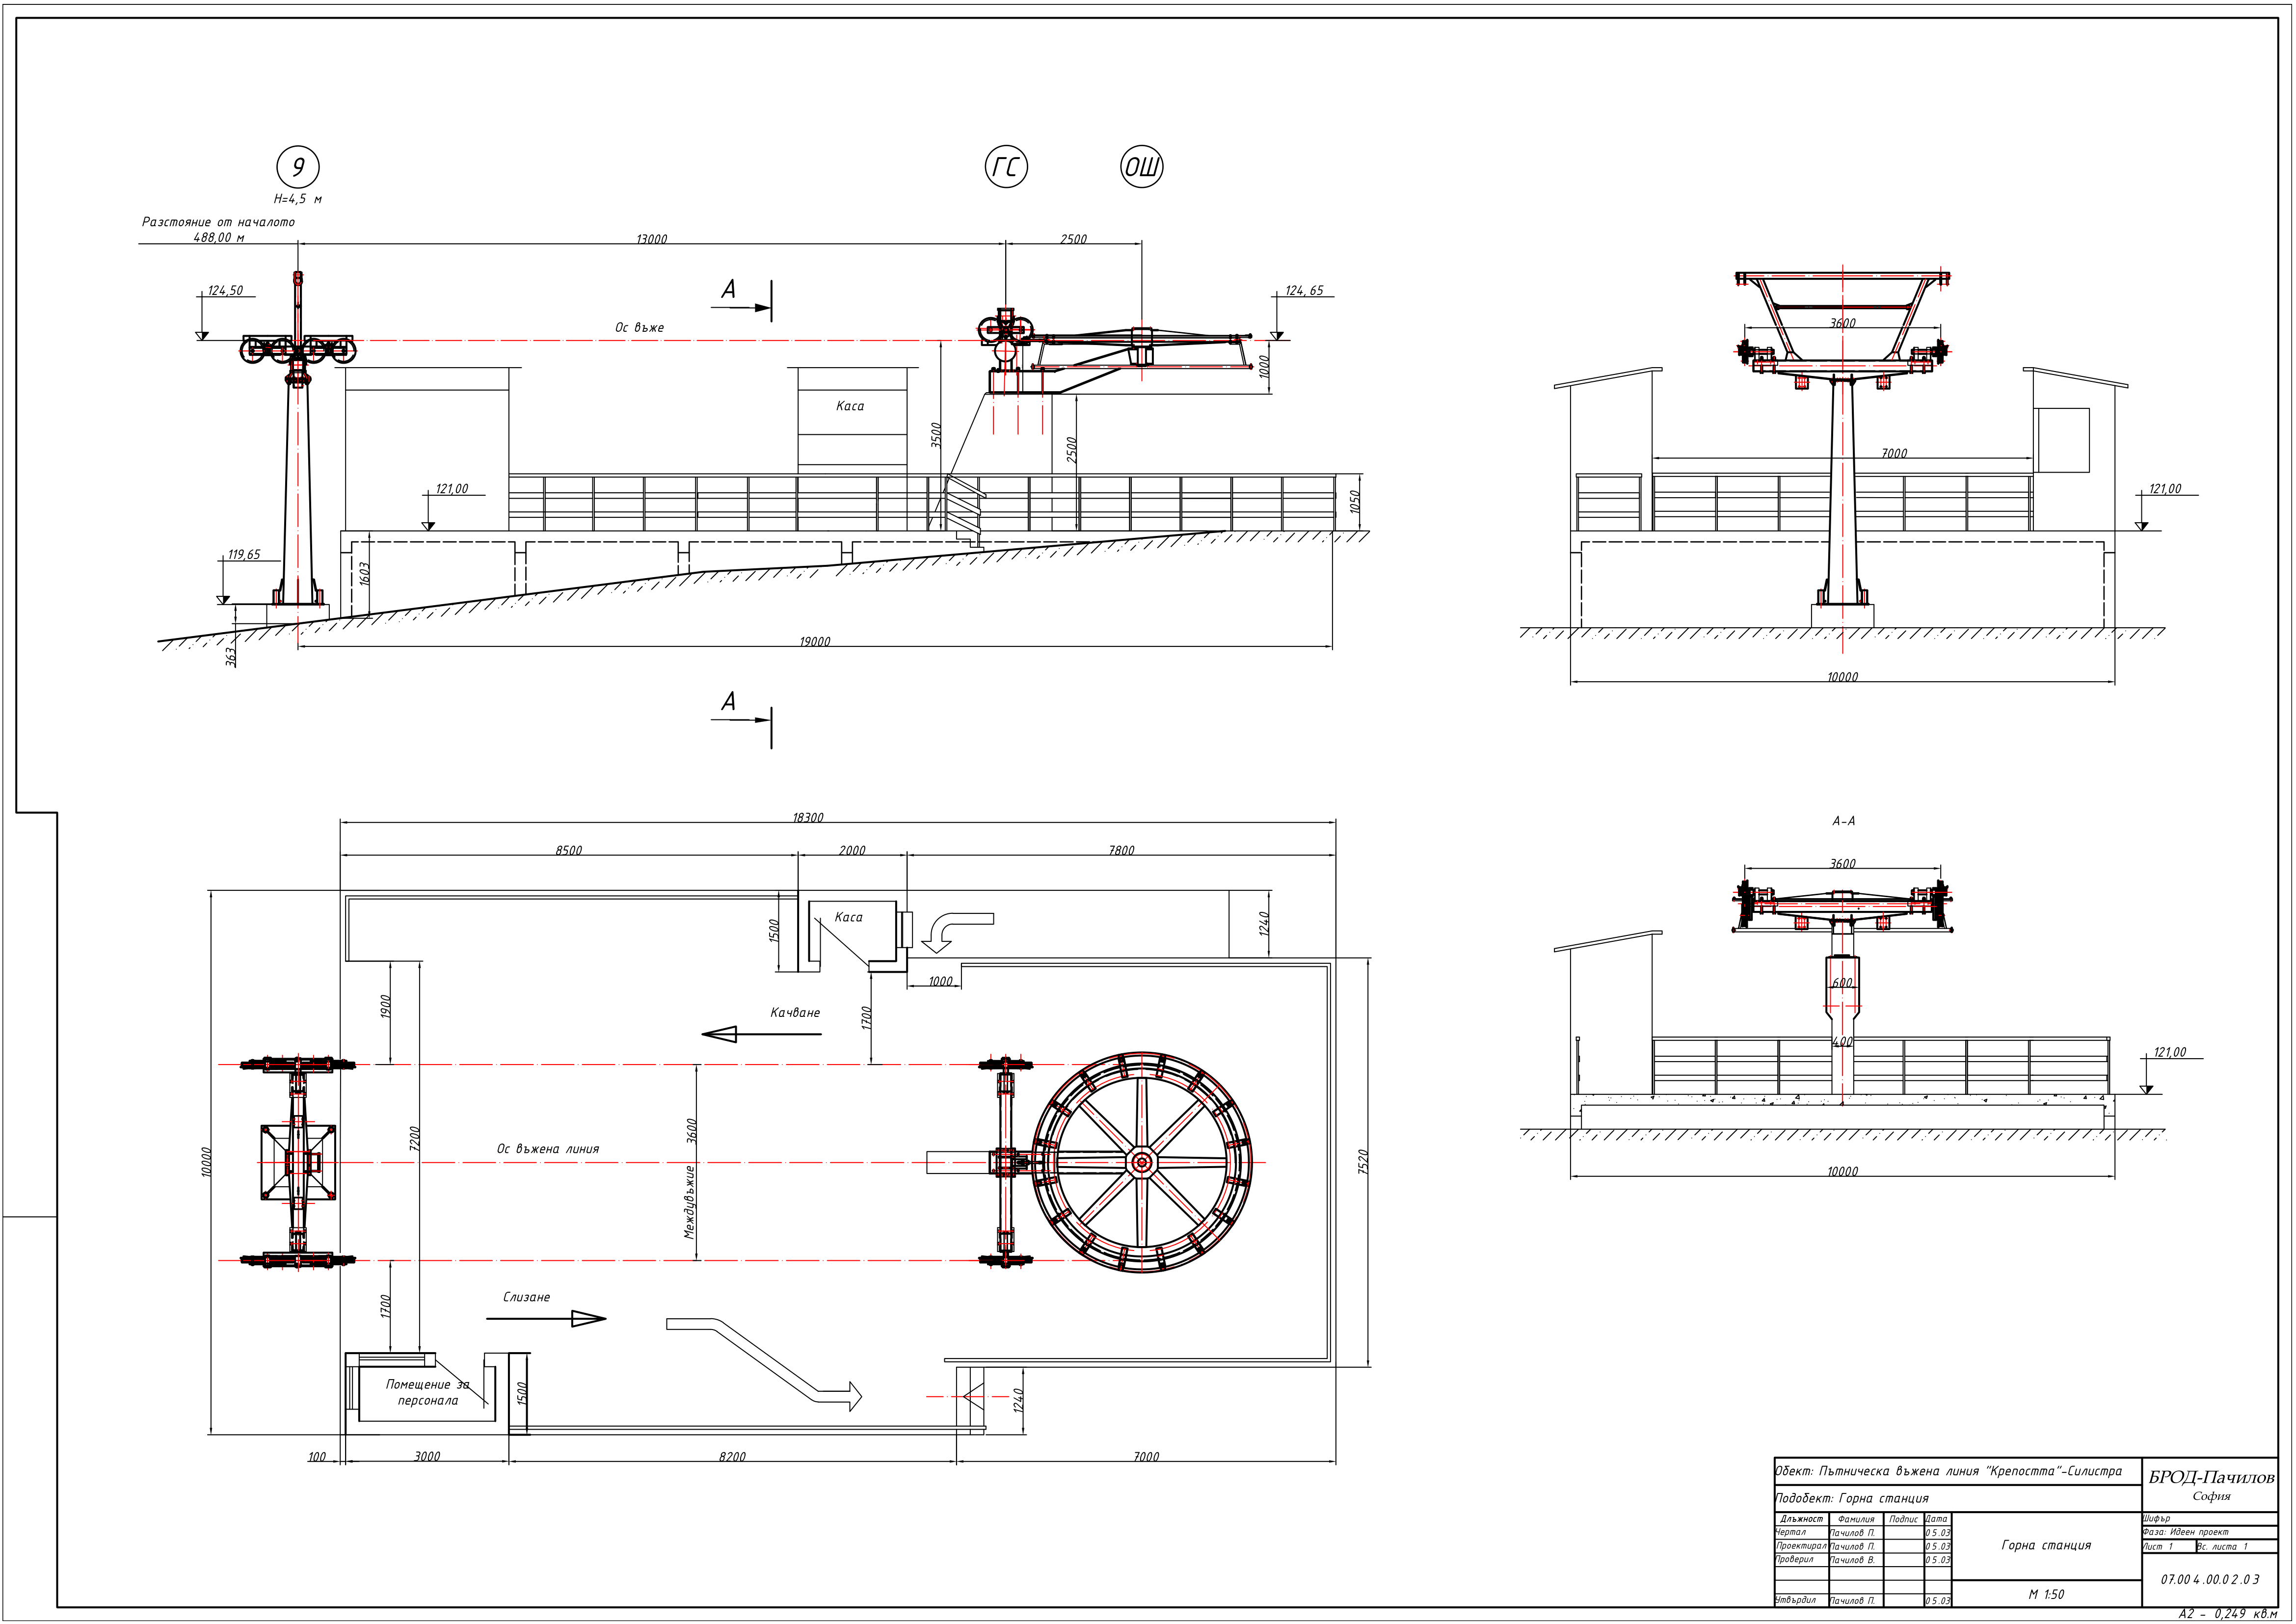 9
ГС
ОШ
H=4,5 м
Разстояние от началото
488,00 м
13000
2500
124,50
А
124,65
Ос въже
3600
1000
Каса
3500
2500
7000
121,00
1050
121,00
119,65
1603
363
19000
10000
А
18300
А-А
8500
2000
7800
3600
1500
Каса
1240
1900
1000
600
Качване
1700
400
121,00
10000
7200
3600
Междувъжие
Ос въжена линия
7520
10000
1700
Слизане
Помещение за
персонала
1500
1240
100
3000
8200
7000
Обект: Пътническа въжена линия "Крепостта"-Силистра
БРОД-Пачилов
София
Подобект: Горна станция
Длъжност Фамилия Подпис Дата
Шифър
Чертал Пачилов П. 05.03
Фаза: Идеен проект
Проектирал Пачилов П. 05.03
Горна станция
Лист 1 Вс. листа 1
Проверил Пачилов В. 05.03
07.004.00.02.03
Утвърдил Пачилов П. 05.03
М 1:50
А2 - 0,249 кв.м